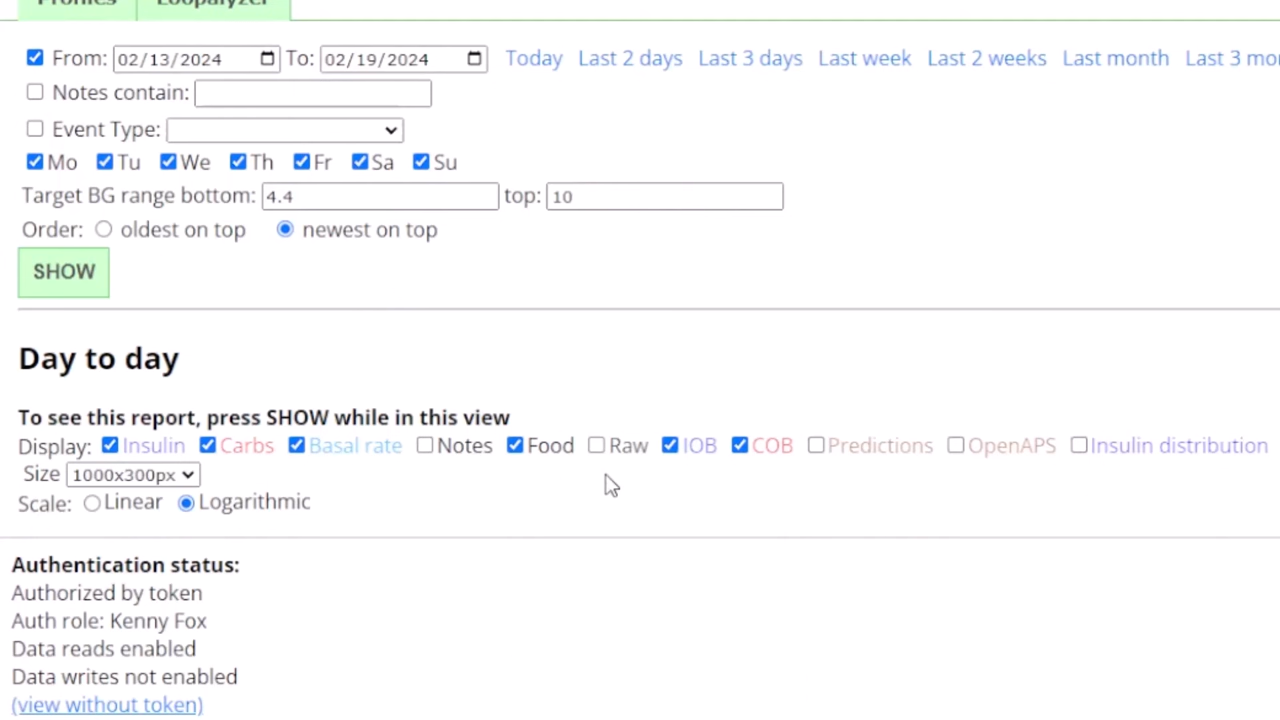 Profiles Loopalyzer
From: 02/13/2024 To: 02/19/2024 Today Last 2 days Last 3 days Last week Last 2 weeks Last month Last 3 mo
Notes contain:
Event Type:
Mo Tu We Th Fr Sa Su
Target BG range bottom: 4.4 top: 10
Order: oldest on top newest on top
SHOW
Day to day
To see this report, press SHOW while in this view
Display: Insulin Carbs Basal rate Notes Food Raw IOB COB Predictions OpenAPS Insulin distribution
Size 1000x300px
Scale: Linear Logarithmic
Authentication status:
Authorized by token
Auth role: Kenny Fox
Data reads enabled
Data writes not enabled
(view without token)